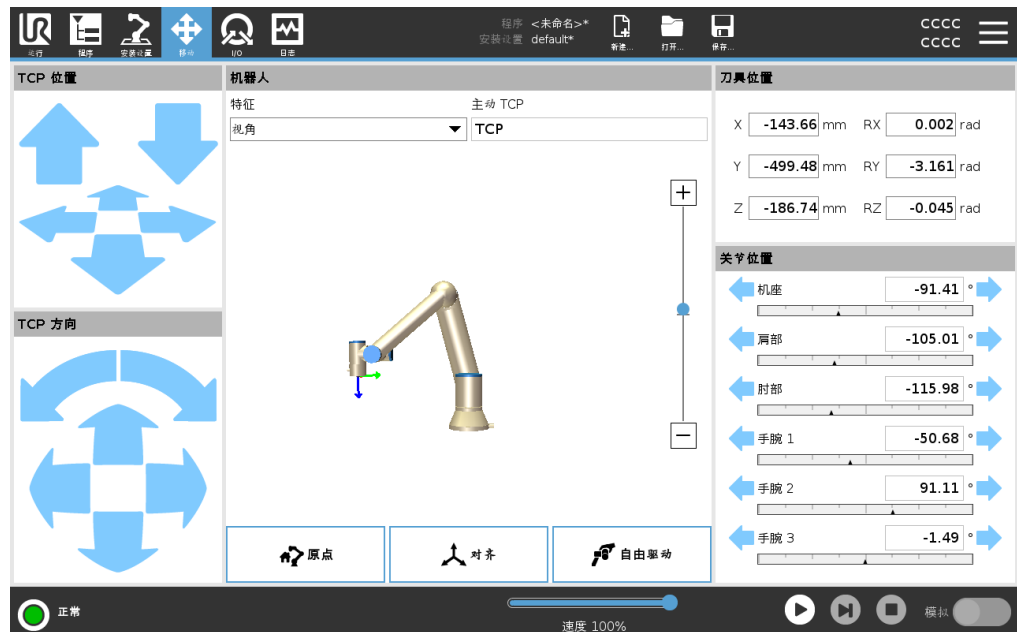 UR
程序 <未命名>*
安装设置 default*
运行 程序 安装设置 移动 I/O 日志 新建... 打开... 保存...
CCCC
CCCC
TCP 位置
机器人
特征 主动 TCP
视角 TCP
TCP 方向
原点 对齐 自由驱动
刀具位置
X -143.66 mm RX 0.002 rad
Y -499.48 mm RY -3.161 rad
Z -186.74 mm RZ -0.045 rad
关节位置
机座 -91.41 °
肩部 -105.01 °
肘部 -115.98 °
手腕 1 -50.68 °
手腕 2 91.11 °
手腕 3 -1.49 °
正常
速度 100%
模拟